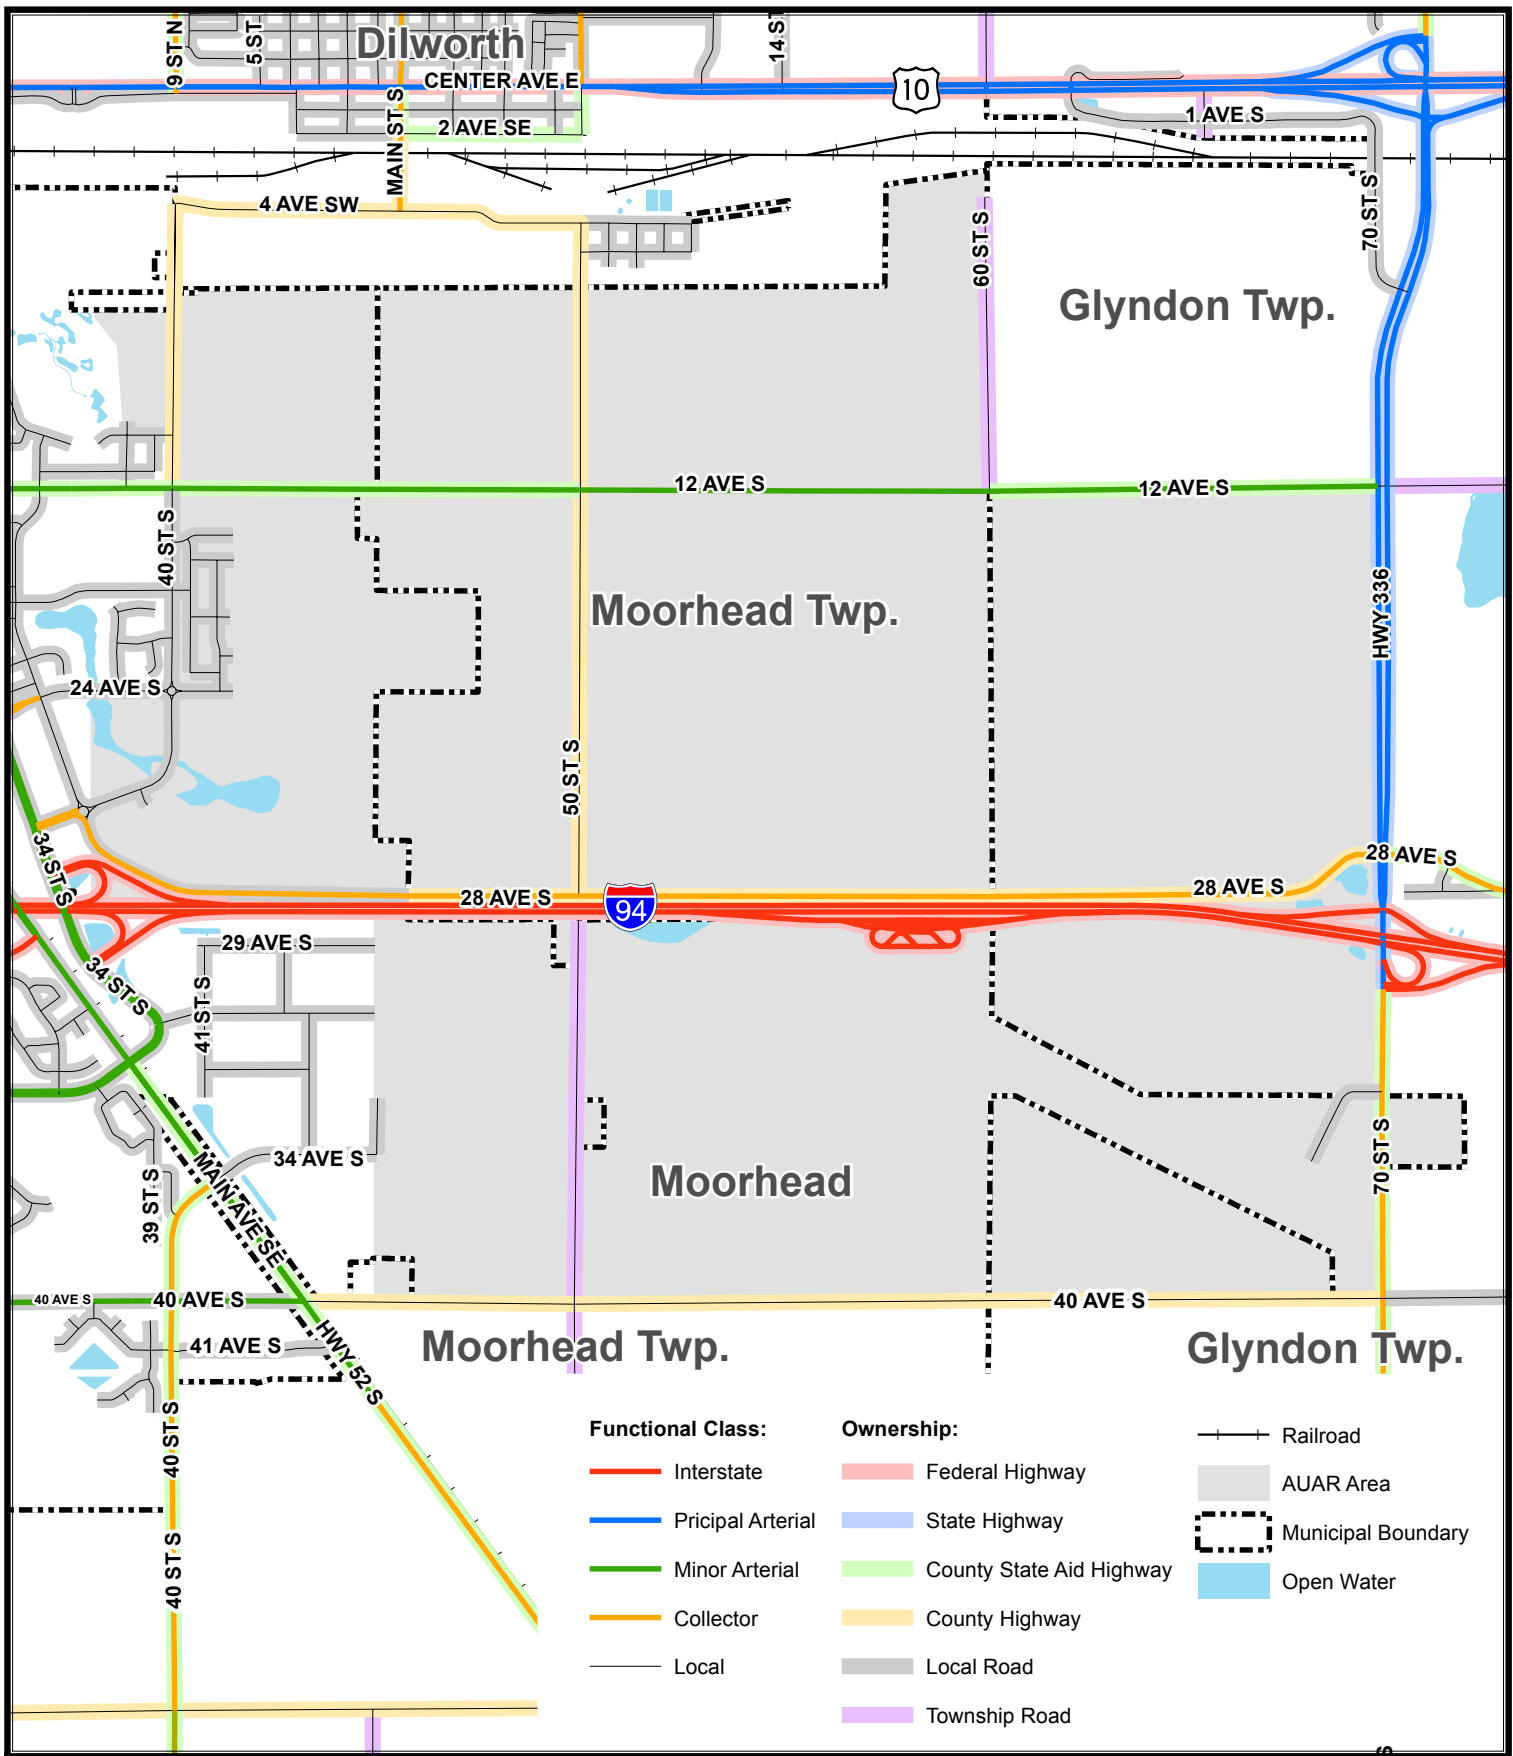 9 ST N
5 ST
Dilworth
14 ST
CENTER AVE E
10
MAIN ST S
2 AVE SE
1 AVE S
4 AVE SW
60 ST S
70 ST S
Glyndon Twp.
12 AVE S
12 AVE S
40 ST S
Moorhead Twp.
HWY 336
24 AVE S
50 ST S
34 ST S
28 AVE S
28 AVE S
28 AVE S
94
29 AVE S
34 ST S
41 ST S
34 AVE S
MAIN AVE SE
39 ST S
Moorhead
70 ST S
40 AVE S
40 AVE S
40 AVE S
41 AVE S
HWY 52 S
Moorhead Twp.
Glyndon Twp.
40 ST S
40 ST S
Functional Class:
Interstate
Pricipal Arterial
Minor Arterial
Collector
Local
Ownership:
Federal Highway
State Highway
County State Aid Highway
County Highway
Local Road
Township Road
Railroad
AUAR Area
Municipal Boundary
Open Water